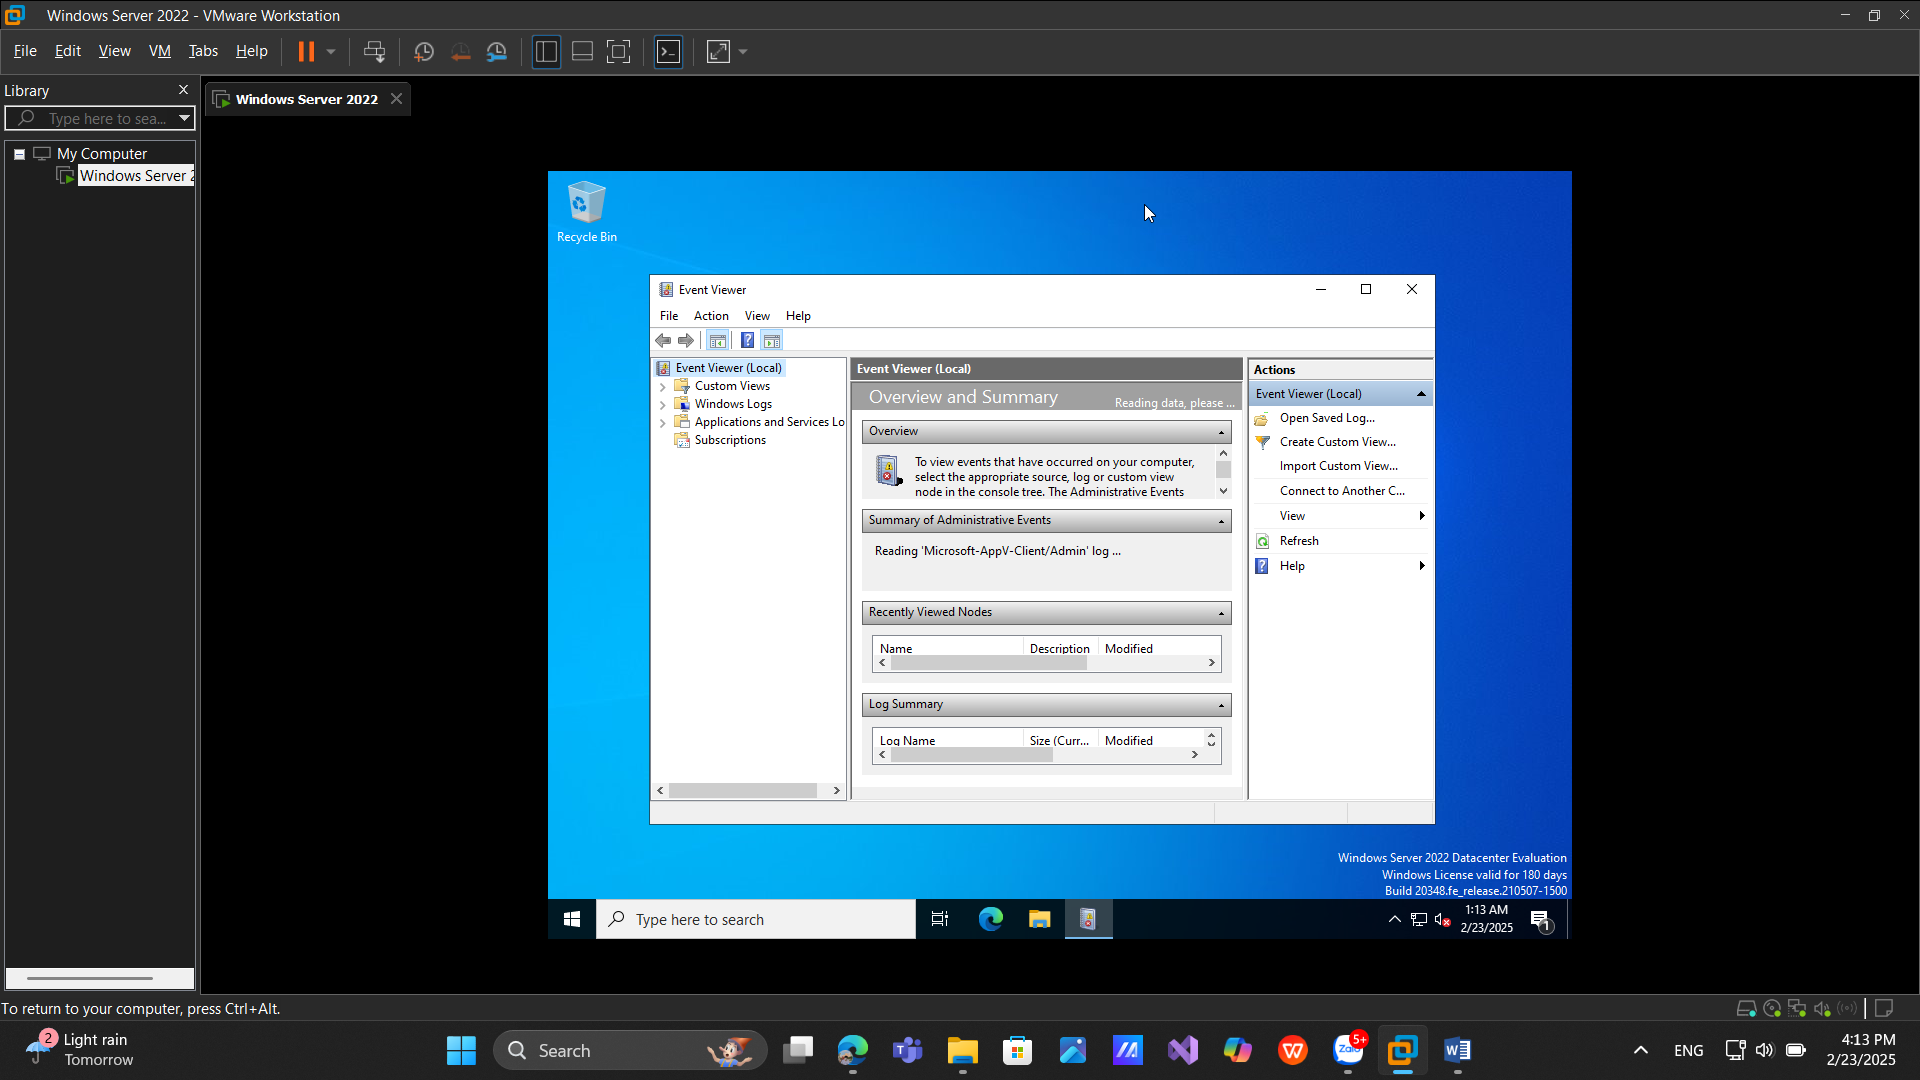 Windows Server 2022 - VMware Workstation
File Edit View VM Tabs Help
Library
Type here to sea...
My Computer
Windows Server 2
Windows Server 2022
Recycle Bin
Event Viewer
File Action View Help
Event Viewer (Local)
Custom Views
Windows Logs
Applications and Services Lo
Subscriptions
Event Viewer (Local)
Overview and Summary
Reading data, please ...
Overview
To view events that have occurred on your computer,
select the appropriate source, log or custom view
node in the console tree. The Administrative Events
Summary of Administrative Events
Reading 'Microsoft-AppV-Client/Admin' log ...
Recently Viewed Nodes
Name Description Modified
Log Summary
Log Name Size (Curr... Modified
Actions
Event Viewer (Local)
Open Saved Log...
Create Custom View...
Import Custom View...
Connect to Another C...
View
Refresh
Help
Windows Server 2022 Datacenter Evaluation
Windows License valid for 180 days
Build 20348.fe_release.210507-1500
Type here to search
1:13 AM
2/23/2025
1
To return to your computer, press Ctrl+Alt.
2
Light rain
Tomorrow
Search
Zalo
5+
ENG
4:13 PM
2/23/2025